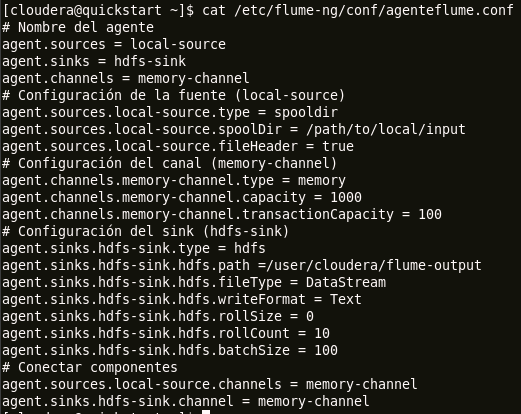 [cloudera@quickstart ~]$ cat /etc/flume-ng/conf/agenteflume.conf
# Nombre del agente
agent.sources = local-source
agent.sinks = hdfs-sink
agent.channels = memory-channel
# Configuración de la fuente (local-source)
agent.sources.local-source.type = spooldir
agent.sources.local-source.spoolDir = /path/to/local/input
agent.sources.local-source.fileHeader = true
# Configuración del canal (memory-channel)
agent.channels.memory-channel.type = memory
agent.channels.memory-channel.capacity = 1000
agent.channels.memory-channel.transactionCapacity = 100
# Configuración del sink (hdfs-sink)
agent.sinks.hdfs-sink.type = hdfs
agent.sinks.hdfs-sink.hdfs.path =/user/cloudera/flume-output
agent.sinks.hdfs-sink.hdfs.fileType = DataStream
agent.sinks.hdfs-sink.hdfs.writeFormat = Text
agent.sinks.hdfs-sink.hdfs.rollSize = 0
agent.sinks.hdfs-sink.hdfs.rollCount = 10
agent.sinks.hdfs-sink.hdfs.batchSize = 100
# Conectar componentes
agent.sources.local-source.channels = memory-channel
agent.sinks.hdfs-sink.channel = memory-channel